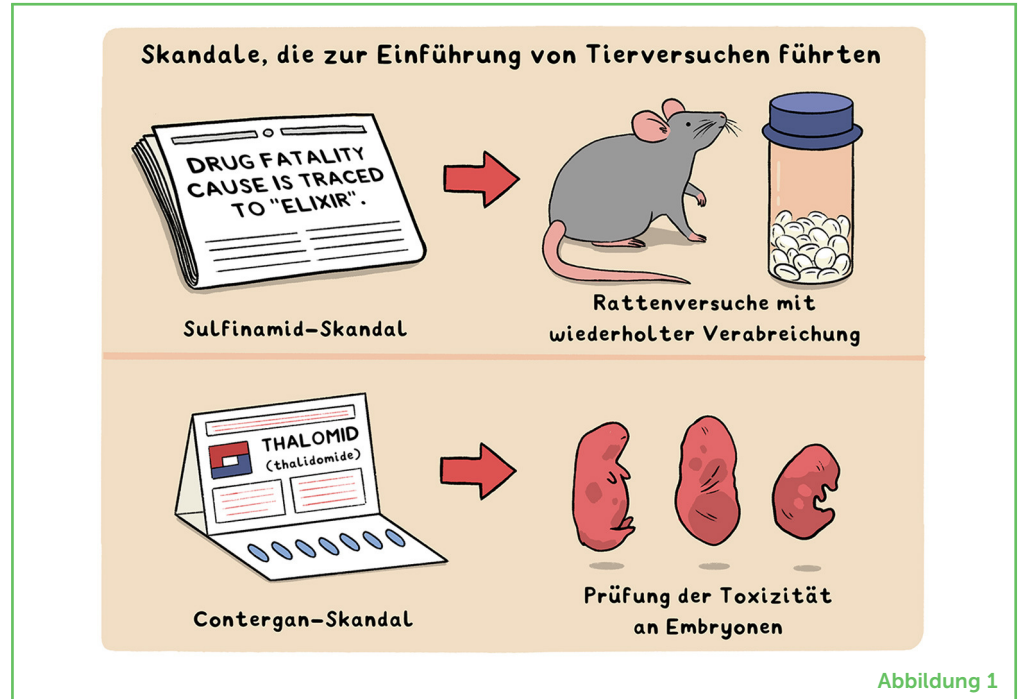 Skandale, die zur Einführung von Tierversuchen führten
DRUG FATALITY
CAUSE IS TRACED
TO "ELIXIR".
Sulfinamid-Skandal
Rattenversuche mit
wiederholter Verabreichung
THALOMID
(thalidomide)
Contergan-Skandal
Prüfung der Toxizität
an Embryonen
Abbildung 1